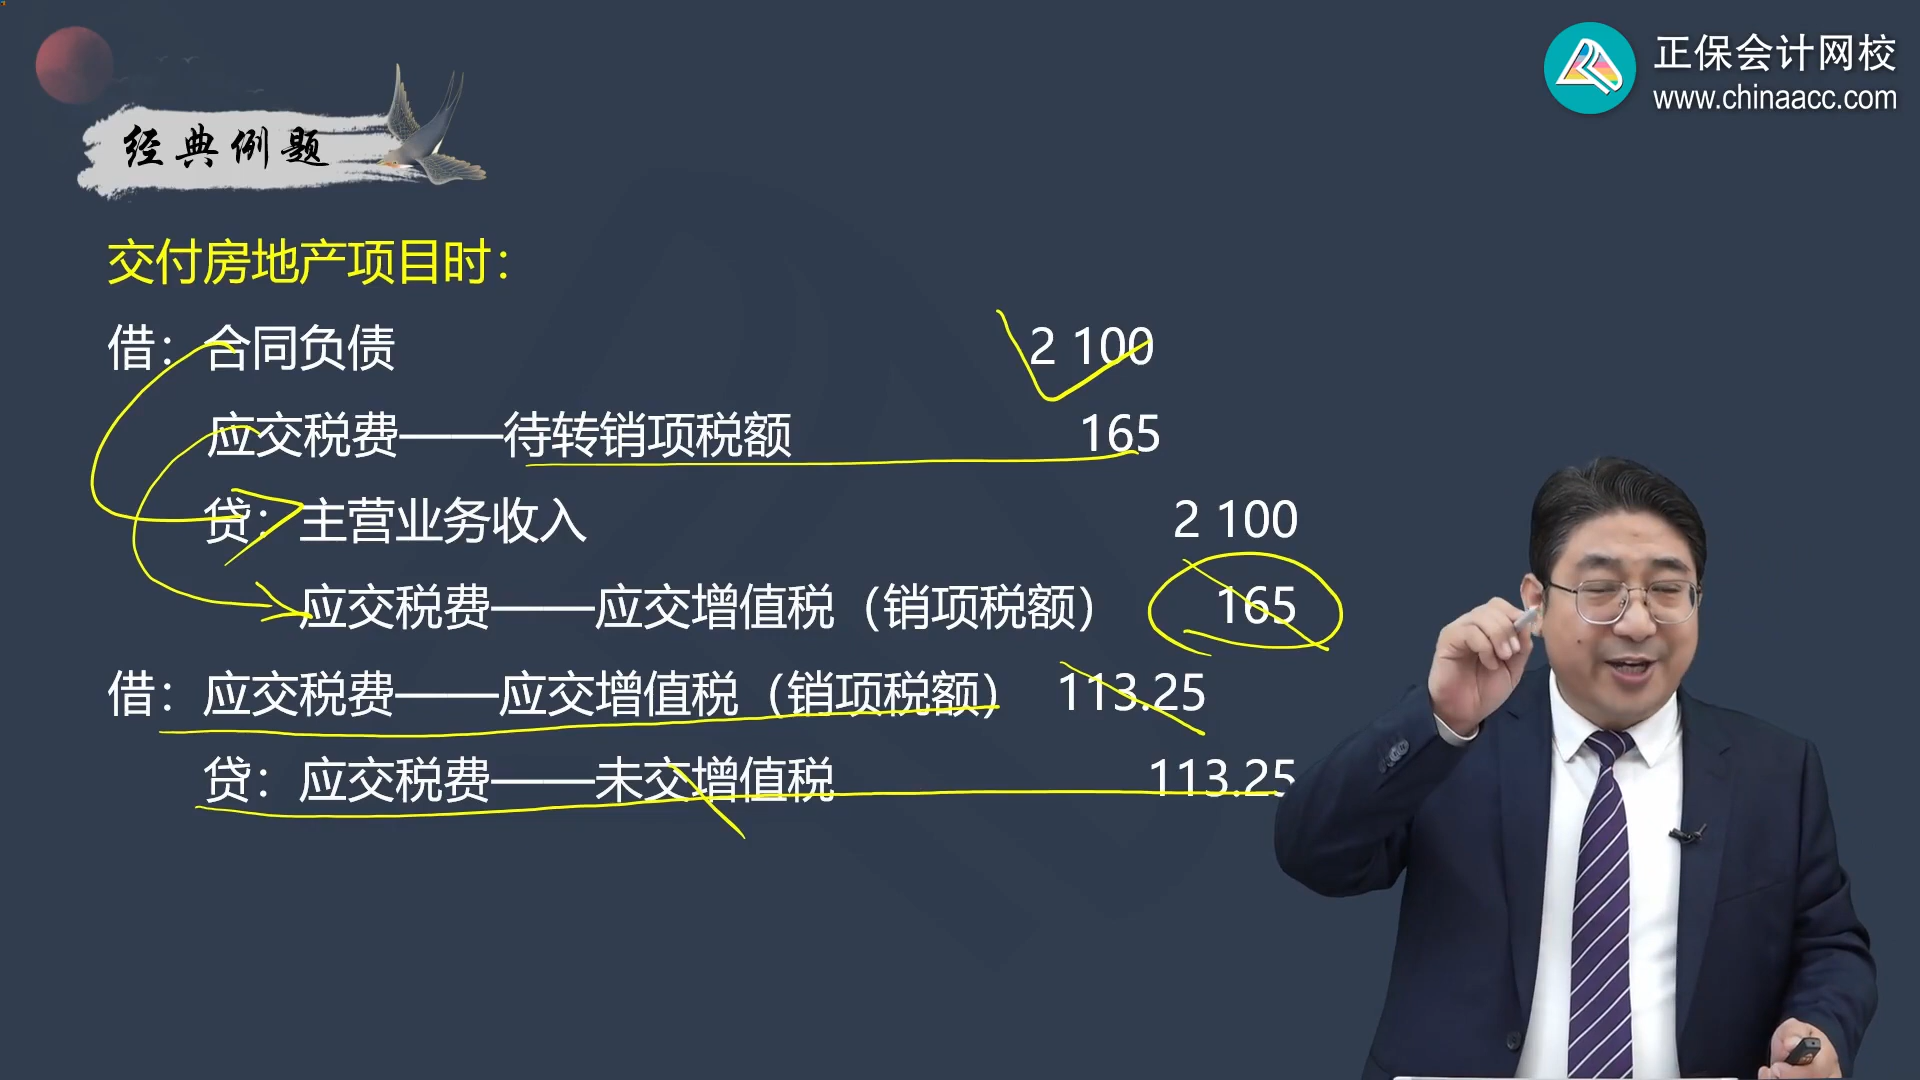 正保会计网校
www.chinaacc.com
经典例题
交付房地产项目时：
借：合同负债 2 100
应交税费——待转销项税额 165
贷：主营业务收入 2 100
应交税费——应交增值税（销项税额） 165
借：应交税费——应交增值税（销项税额） 113.25
贷：应交税费——未交增值税 113.25